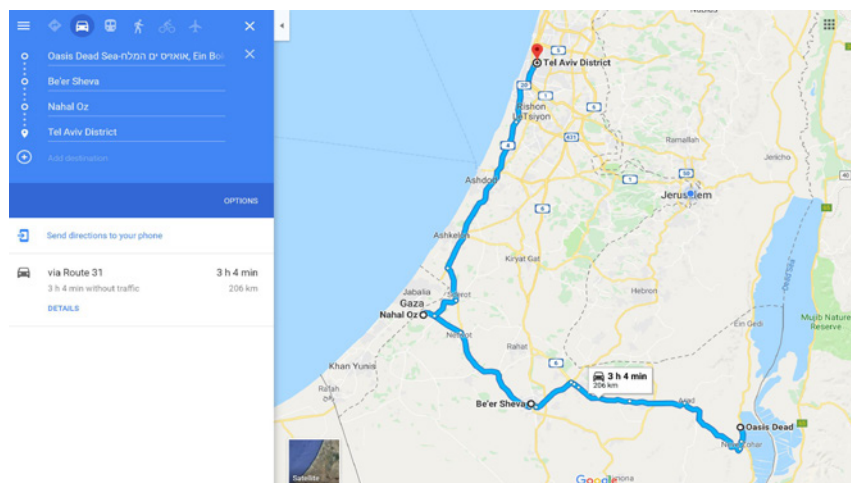 Oasis Dead Sea-אואזיס ים המלח, Ein Bo
Be'er Sheva
Nahal Oz
Tel Aviv District
Add destination
OPTIONS
Send directions to your phone
via Route 31
3 h 4 min
3 h 4 min without traffic
206 km
DETAILS
Tel Aviv District
Rishon
LeTsiyon
Ramallah
Jericho
Ashdod
Jerusalem
Ashkelon
Kiryat Gat
Jabalia
Gaza
Sderot
Nahal Oz
Hebron
Ein Gedi
Mujib Nature
Reserve
Netivot
Rahat
Khan Yunis
Rafah
3 h 4 min
206 km
Be'er Sheva
Arad
Oasis Dead
Satellite
Google